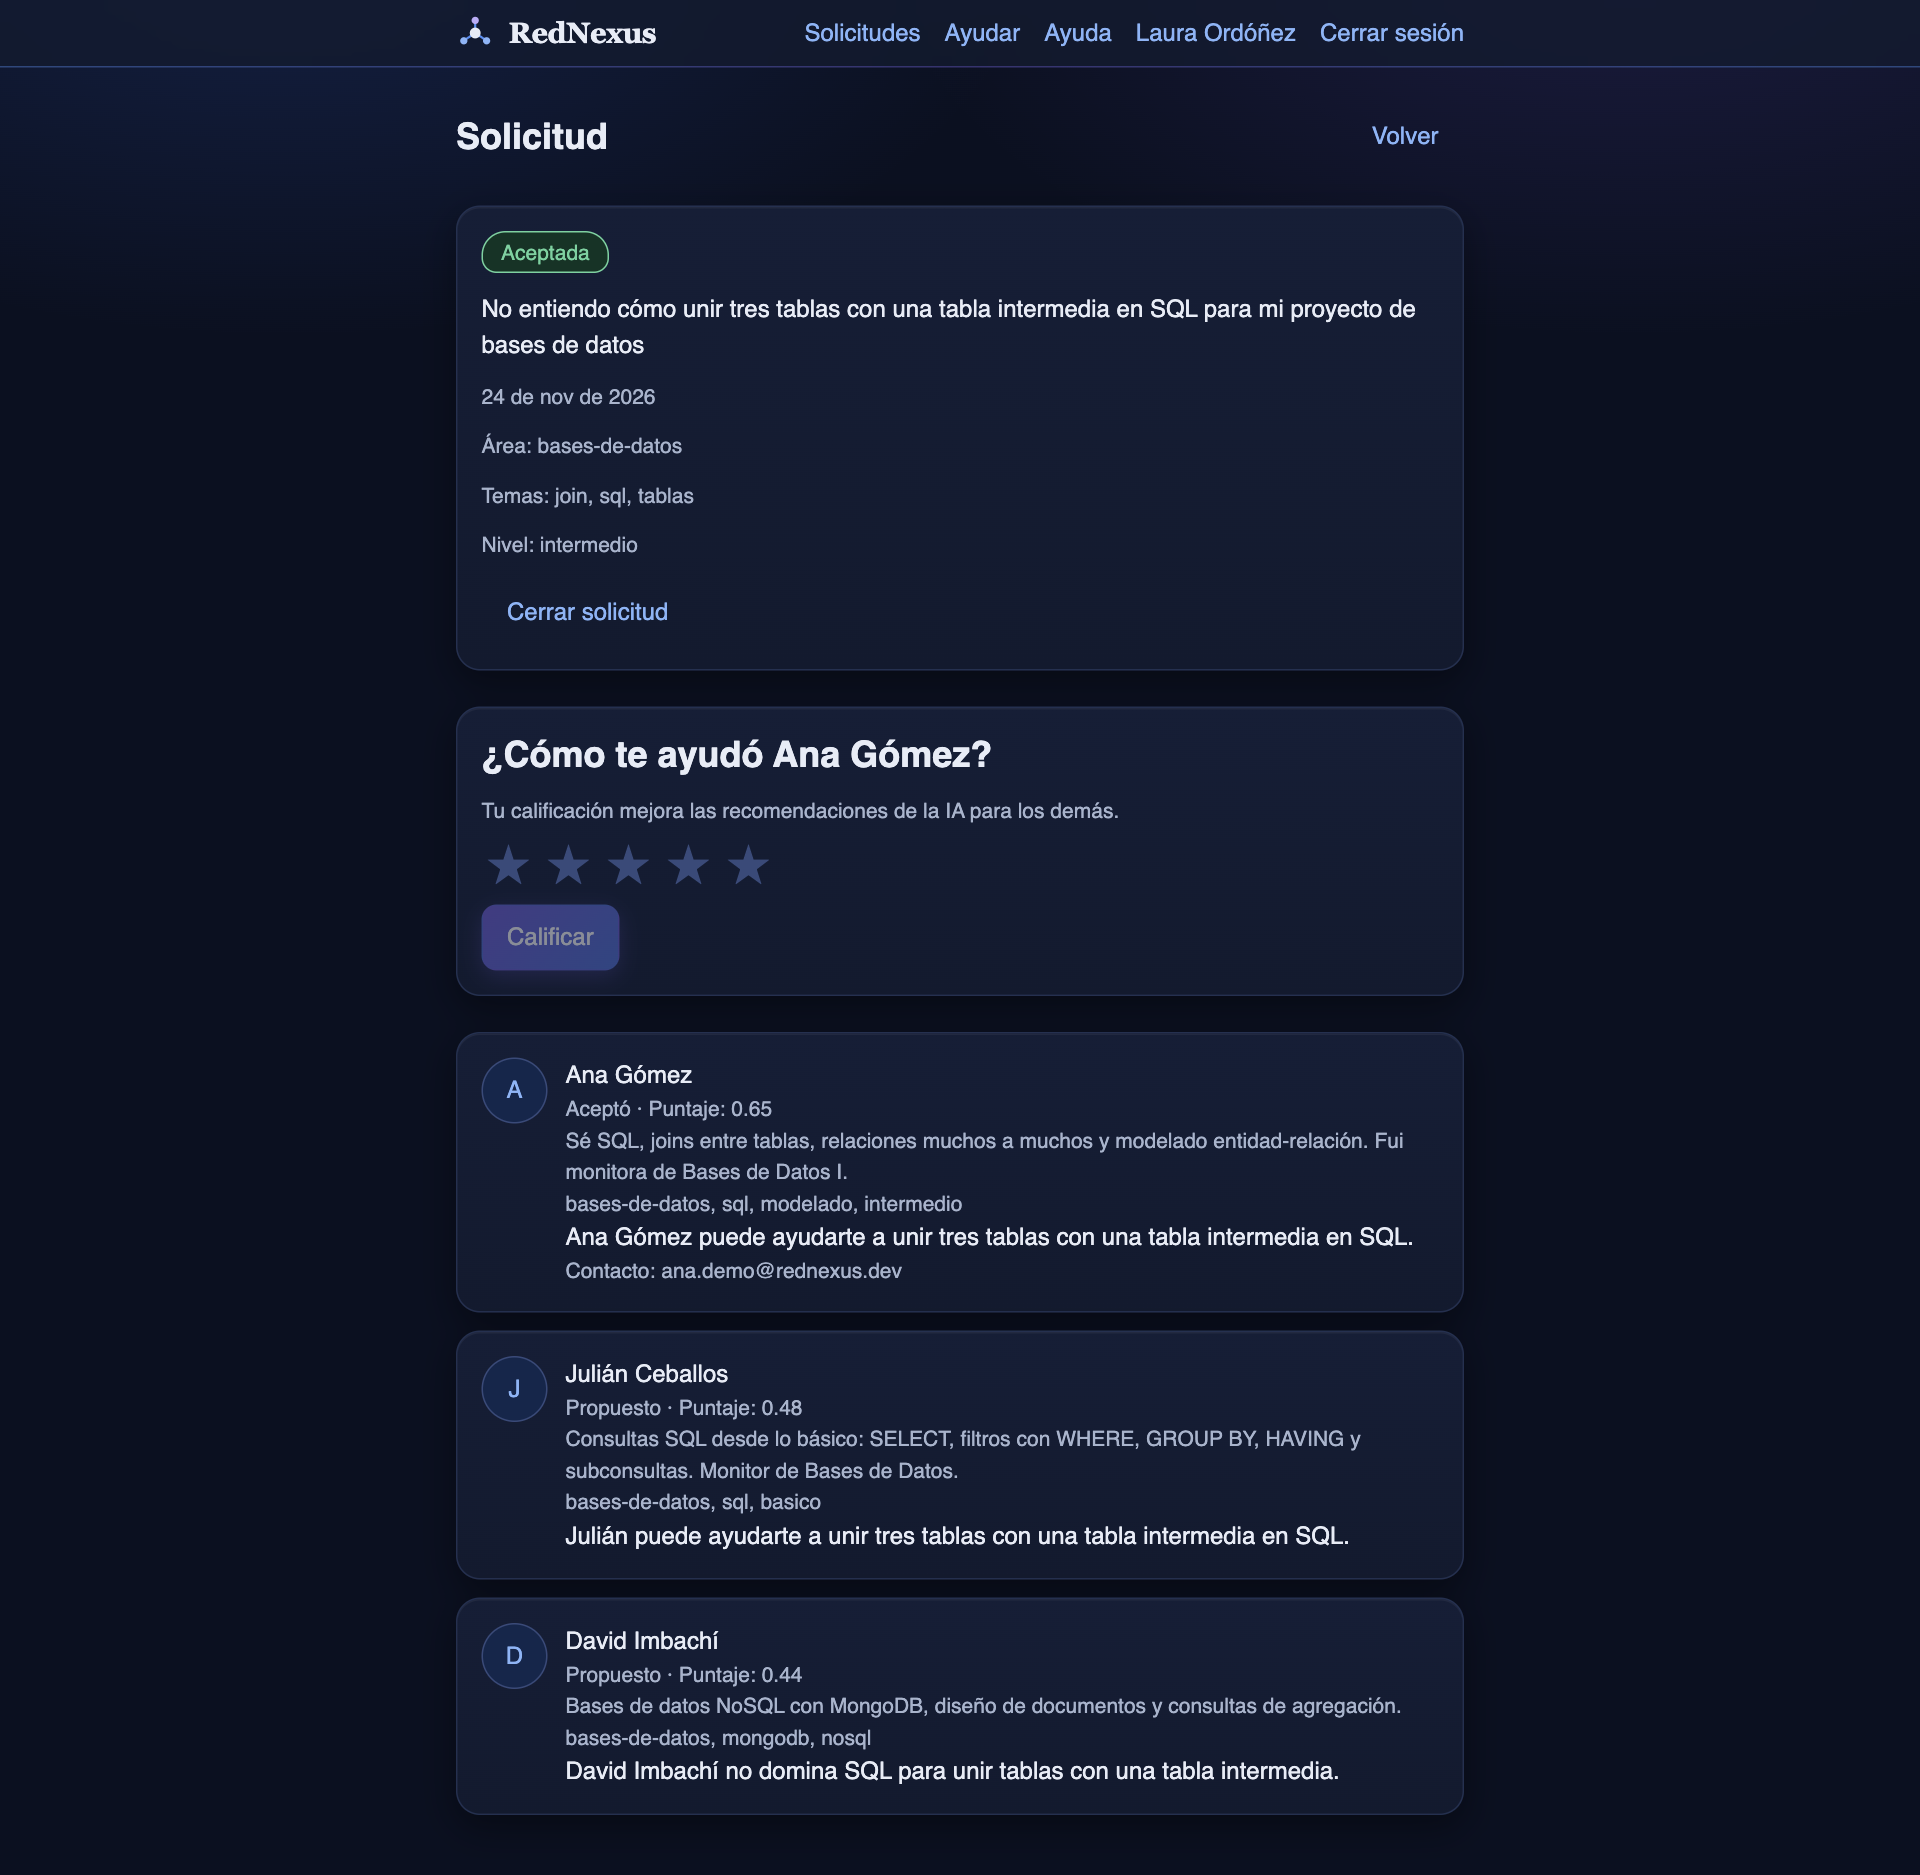 RedNexus
Solicitudes Ayudar Ayuda Laura Ordóñez Cerrar sesión
Solicitud
Volver
Aceptada
No entiendo cómo unir tres tablas con una tabla intermedia en SQL para mi proyecto de
bases de datos
24 de nov de 2026
Área: bases-de-datos
Temas: join, sql, tablas
Nivel: intermedio
Cerrar solicitud
¿Cómo te ayudó Ana Gómez?
Tu calificación mejora las recomendaciones de la IA para los demás.
Calificar
A
Ana Gómez
Aceptó · Puntaje: 0.65
Sé SQL, joins entre tablas, relaciones muchos a muchos y modelado entidad-relación. Fui
monitora de Bases de Datos I.
bases-de-datos, sql, modelado, intermedio
Ana Gómez puede ayudarte a unir tres tablas con una tabla intermedia en SQL.
Contacto: ana.demo@rednexus.dev
J
Julián Ceballos
Propuesto · Puntaje: 0.48
Consultas SQL desde lo básico: SELECT, filtros con WHERE, GROUP BY, HAVING y
subconsultas. Monitor de Bases de Datos.
bases-de-datos, sql, basico
Julián puede ayudarte a unir tres tablas con una tabla intermedia en SQL.
D
David Imbachí
Propuesto · Puntaje: 0.44
Bases de datos NoSQL con MongoDB, diseño de documentos y consultas de agregación.
bases-de-datos, mongodb, nosql
David Imbachí no domina SQL para unir tablas con una tabla intermedia.